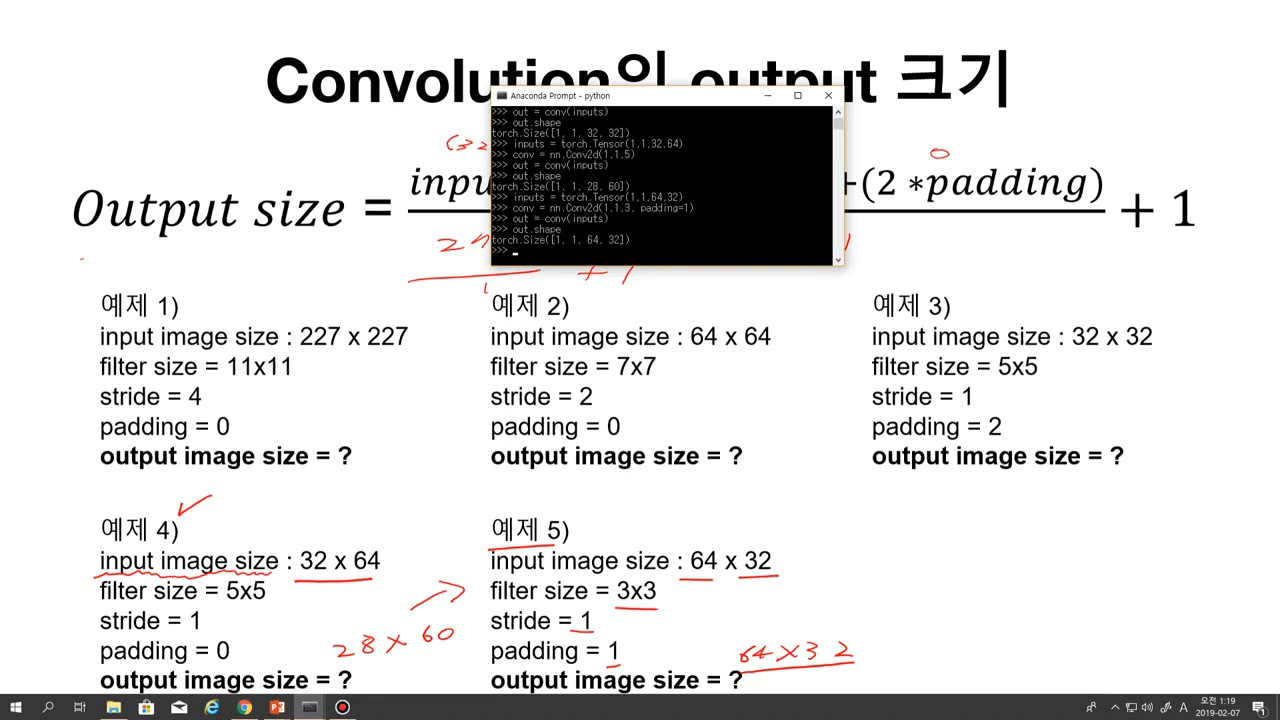 Convolution의 output 크기
Anaconda Prompt - python
>>> out = conv(inputs)
>>> out.shape
torch.Size([1, 1, 32, 32])
>>> inputs = torch.Tensor(1,1,32,64)
>>> conv = nn.Conv2d(1,1,5)
>>> out = conv(inputs)
>>> out.shape
torch.Size([1, 1, 28, 60])
>>> inputs = torch.Tensor(1,1,64,32)
>>> conv = nn.Conv2d(1,1,3, padding=1)
>>> out = conv(inputs)
>>> out.shape
torch.Size([1, 1, 64, 32])
>>>
0
Output size = +(2 *padding) + 1
예제 1)
input image size : 227 x 227
filter size = 11x11
stride = 4
padding = 0
output image size = ?
예제 2)
input image size : 64 x 64
filter size = 7x7
stride = 2
padding = 0
output image size = ?
예제 3)
input image size : 32 x 32
filter size = 5x5
stride = 1
padding = 2
output image size = ?
예제 4)
input image size : 32 x 64
filter size = 5x5
stride = 1
padding = 0
output image size = ?
28 x 60
예제 5)
input image size : 64 x 32
filter size = 3x3
stride = 1
padding = 1
output image size = ?
64 x 32
오전 1:19
2019-02-07